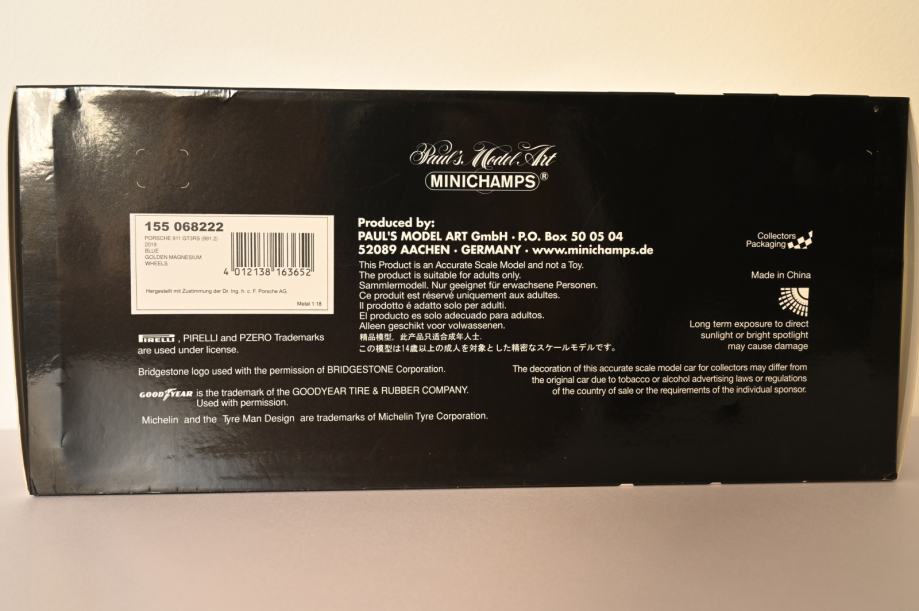 Paul's Model Art
MINICHAMPS®
155 068222
PORSCHE 911 GT3RS (991.2)
2018
BLUE
GOLDEN MAGNESIUM
WHEELS
4 012138 163652
Hergestellt mit Zustimmung der Dr. Ing. h. c. F. Porsche AG.
Metal 1:18
Produced by:
PAUL'S MODEL ART GmbH · P.O. Box 50 05 04
52089 AACHEN · GERMANY · www.minichamps.de
This Product is an Accurate Scale Model and not a Toy.
The product is suitable for adults only.
Sammlermodell. Nur geeignet für erwachsene Personen.
Ce produit est réservé uniquement aux adultes.
Il prodotto é adatto solo per adulti.
El producto es solo adecuado para adultos.
Alleen geschikt voor volwassenen.
精品模型，此产品只适合成年人士.
この模型は14歳以上の成人を対象とした精密なスケールモデルです。
Collectors
Packaging
Made in China
Long term exposure to direct
sunlight or bright spotlight
may cause damage
PIRELLI, PIRELLI and PZERO Trademarks
are used under license.
Bridgestone logo used with the permission of BRIDGESTONE Corporation.
GOODYEAR is the trademark of the GOODYEAR TIRE & RUBBER COMPANY.
Used with permission.
Michelin and the Tyre Man Design are trademarks of Michelin Tyre Corporation.
The decoration of this accurate scale model car for collectors may differ from
the original car due to tobacco or alcohol advertising laws or regulations
of the country of sale or the requirements of the individual sponsor.